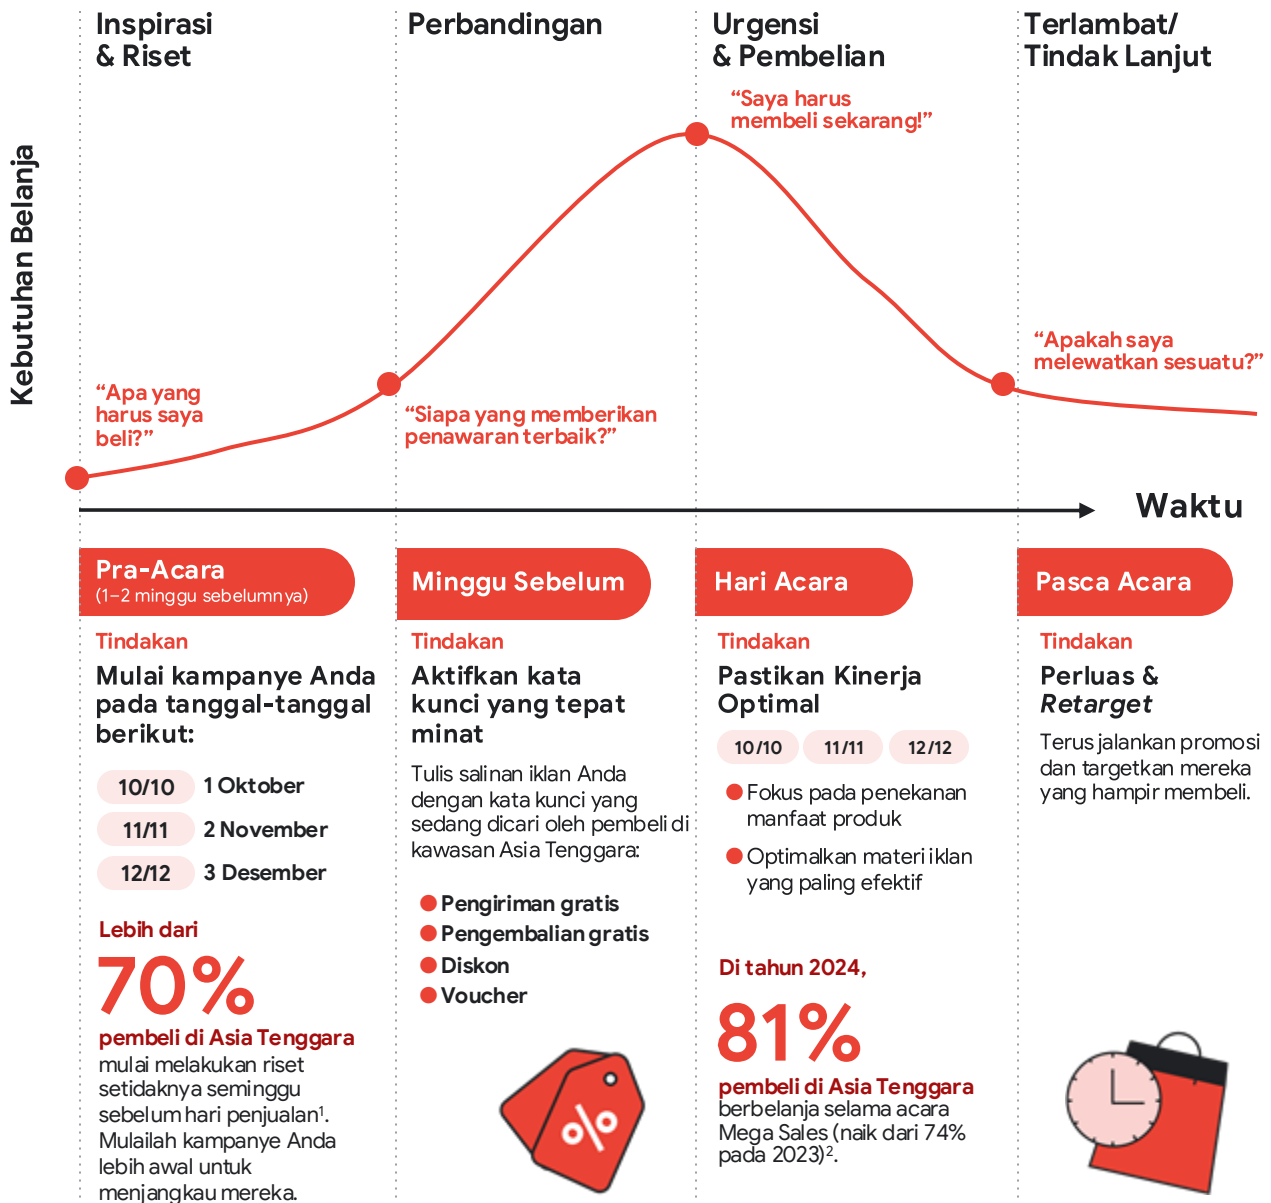 Inspirasi
& Riset
Perbandingan
Urgensi
& Pembelian
Terlambat/
Tindak Lanjut
Kebutuhan Belanja
“Apa yang
harus saya
beli?”
“Siapa yang memberikan
penawaran terbaik?”
“Saya harus
membeli sekarang!”
“Apakah saya
melewatkan sesuatu?”
Waktu
Pra-Acara
(1–2 minggu sebelumnya)
Tindakan
Mulai kampanye Anda
pada tanggal-tanggal
berikut:
10/10 1 Oktober
11/11 2 November
12/12 3 Desember
Lebih dari
70%
pembeli di Asia Tenggara
mulai melakukan riset
setidaknya seminggu
sebelum hari penjualan¹.
Mulailah kampanye Anda
lebih awal untuk
menjangkau mereka.
Minggu Sebelum
Tindakan
Aktifkan kata
kunci yang tepat
minat
Tulis salinan iklan Anda
dengan kata kunci yang
sedang dicari oleh pembeli di
kawasan Asia Tenggara:
Pengiriman gratis
Pengembalian gratis
Diskon
Voucher
%
Hari Acara
Tindakan
Pastikan Kinerja
Optimal
10/10 11/11 12/12
Fokus pada penekanan
manfaat produk
Optimalkan materi iklan
yang paling efektif
Di tahun 2024,
81%
pembeli di Asia Tenggara
berbelanja selama acara
Mega Sales (naik dari 74%
pada 2023)².
Pasca Acara
Tindakan
Perluas &
Retarget
Terus jalankan promosi
dan targetkan mereka
yang hampir membeli.